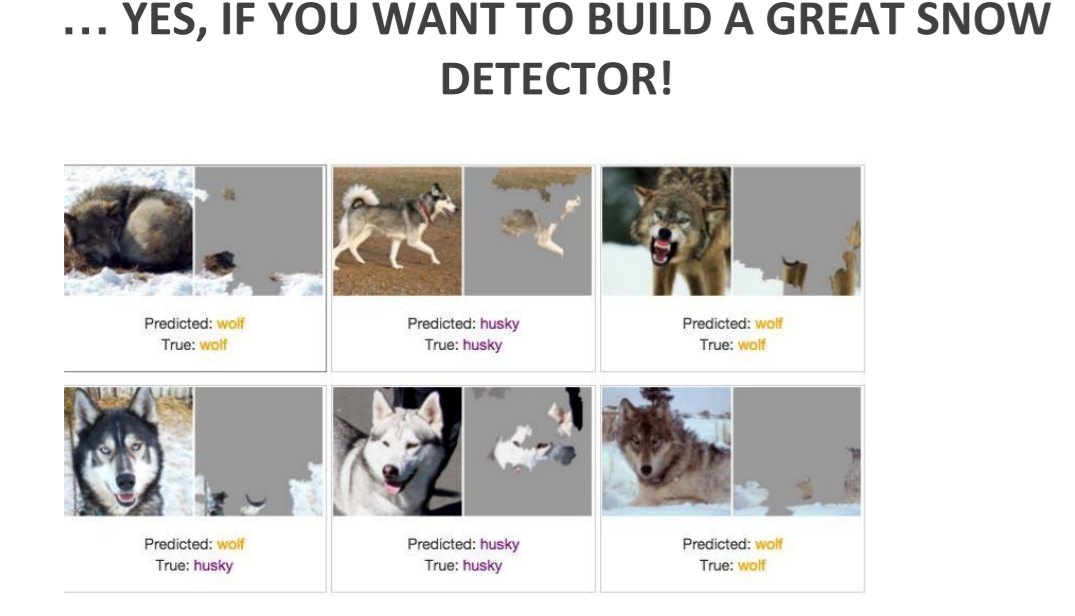 ... YES, IF YOU WANT TO BUILD A GREAT SNOW
DETECTOR!
Predicted: wolf
True: wolf
Predicted: husky
True: husky
Predicted: wolf
True: wolf
Predicted: wolf
True: husky
Predicted: husky
True: husky
Predicted: wolf
True: wolf